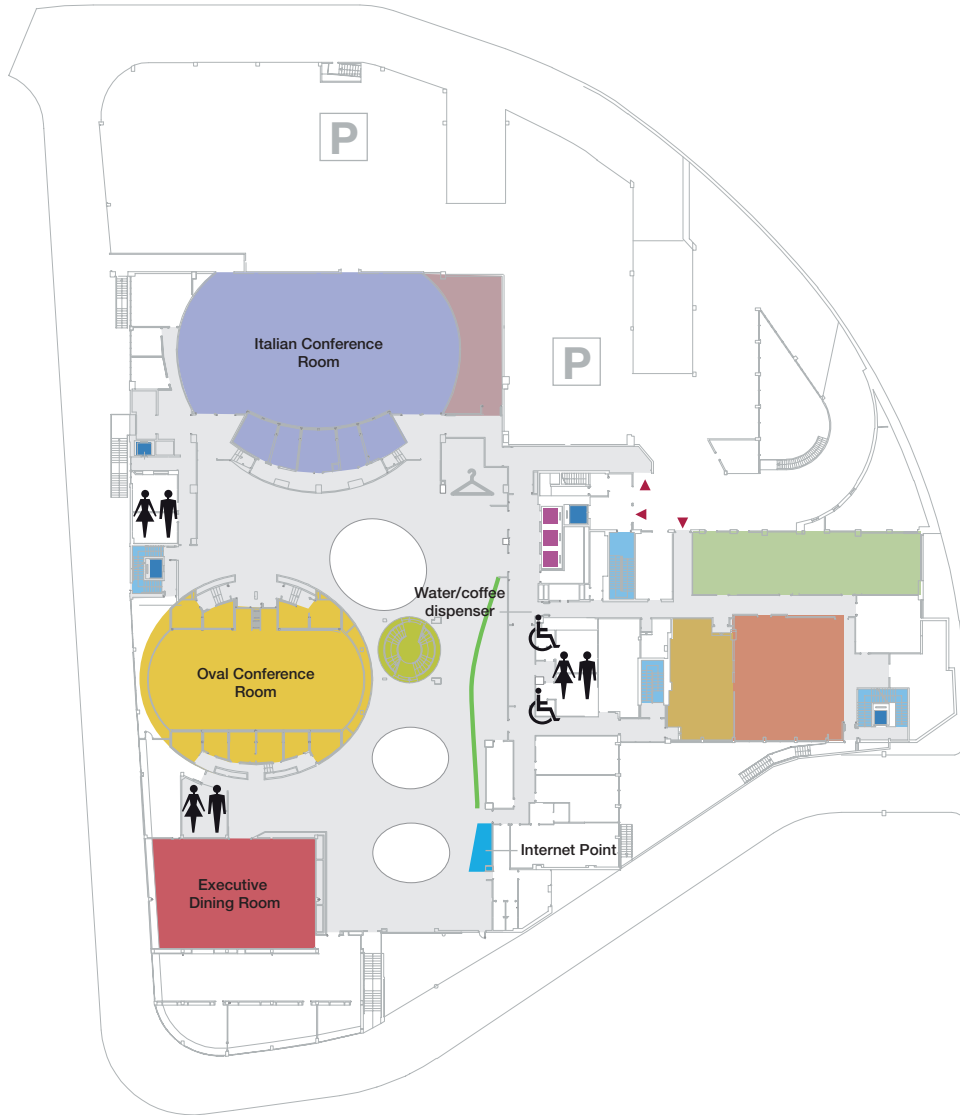 P
Italian Conference
Room
P
Water/coffee
dispenser
Oval Conference
Room
Internet Point
Executive
Dining Room